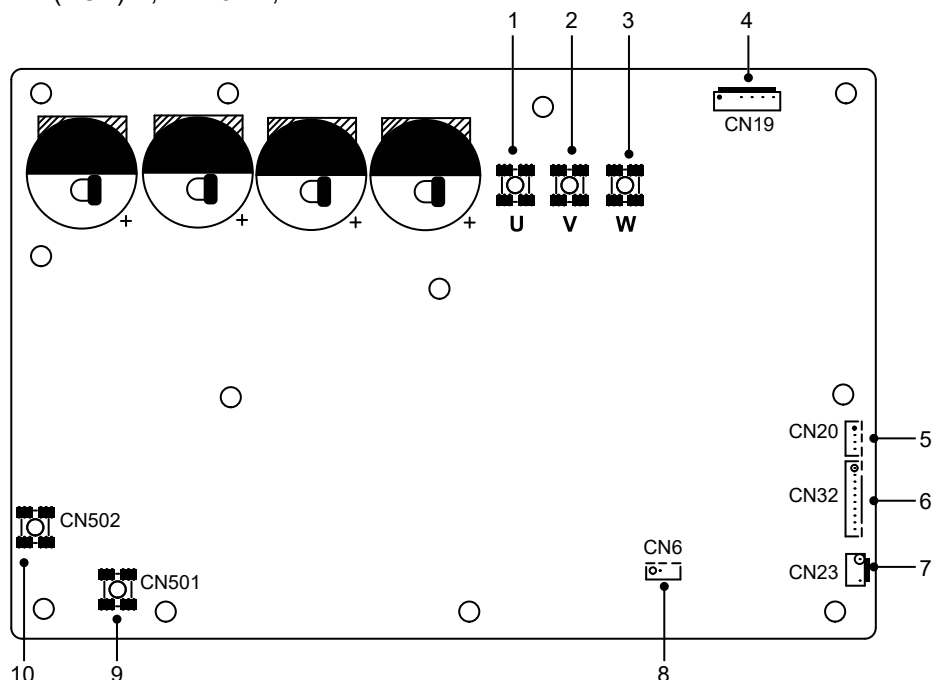 1 2 3 4
CN19
+ + + +
U V W
CN20 5
CN32 6
CN502
CN6
CN501
CN23 7
10 9 8